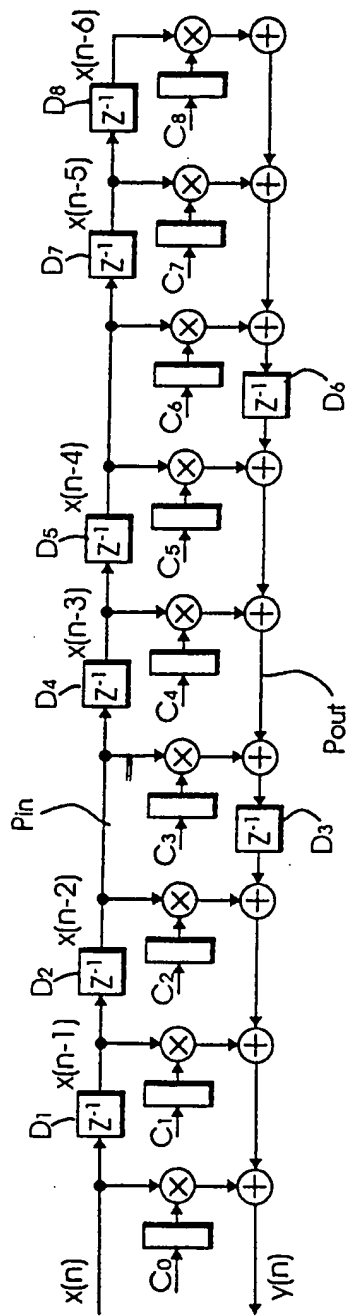 x(n)
D1
Z-1
x(n-1)
D2
Z-1
x(n-2)
Pin
D4
Z-1
x(n-3)
D5
Z-1
x(n-4)
D7
Z-1
x(n-5)
D8
Z-1
x(n-6)
C0
C1
C2
C3
C4
C5
C6
C7
C8
y(n)
Z-1
D3
Pout
Z-1
D6